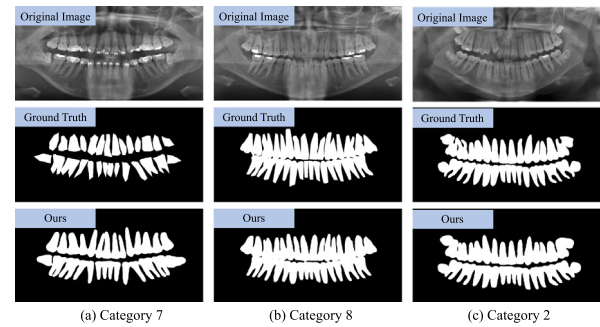 Original Image
Original Image
Original Image
Ground Truth
Ground Truth
Ground Truth
Ours
Ours
Ours
(a) Category 7
(b) Category 8
(c) Category 2